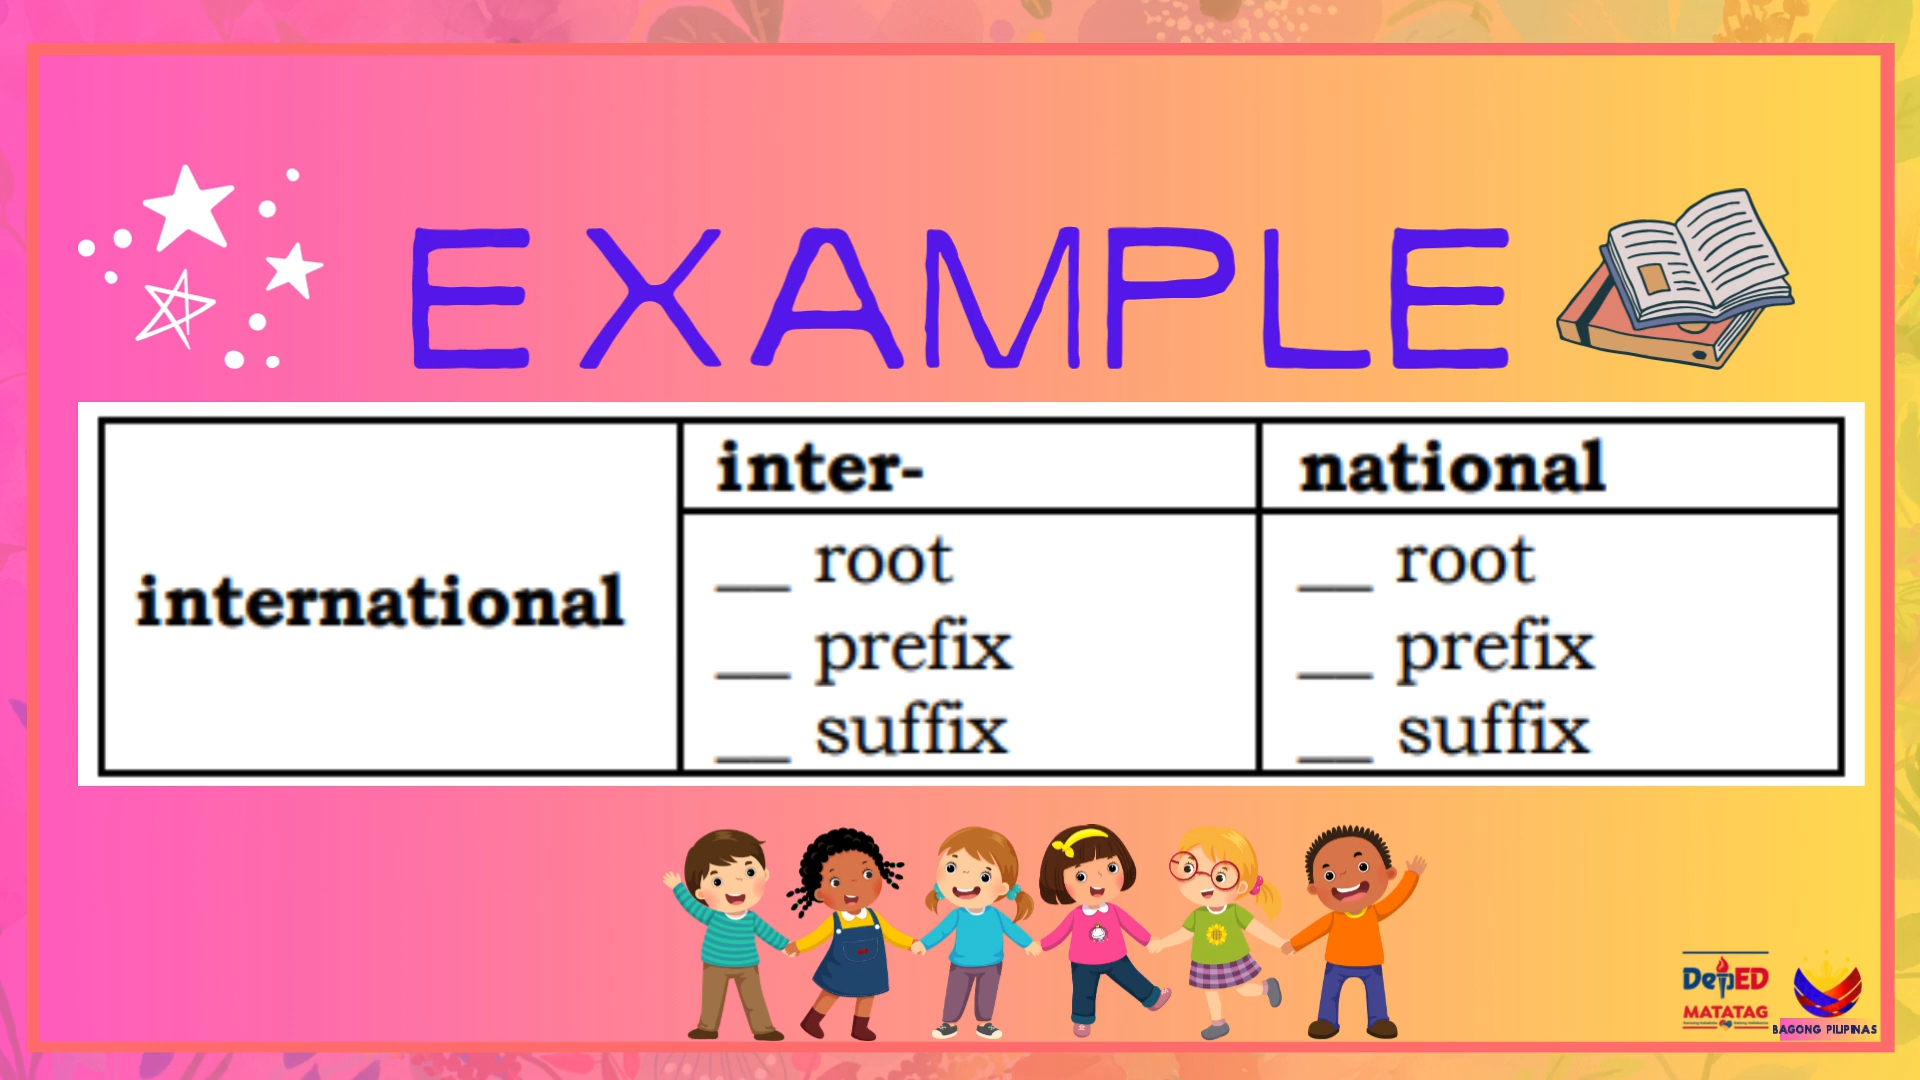 EXAMPLE
international
inter-
national
__ root
__ prefix
__ suffix
__ root
__ prefix
__ suffix
DepED
MATATAG
BAGONG PILIPINAS